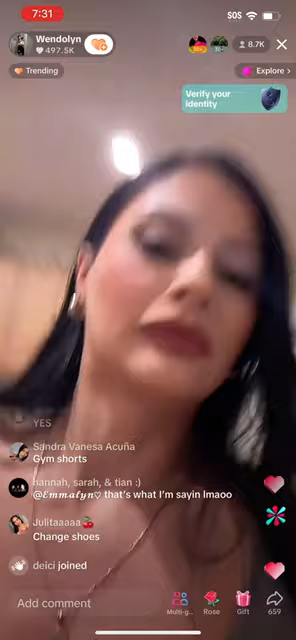 7:31
SOS
Wendolyn
497.5K
8.7K
Trending
Explore >
Verify your
identity
YES
Sandra Vanesa Acuña
Gym shorts
hannah, sarah, & tian :)
@𝓔𝓶𝓶𝓪𝓵𝔂𝓷♡ that's what I'm sayin lmaoo
Julitaaaaa🍒
Change shoes
deici joined
Add comment
Multi-g...
Rose
Gift
659